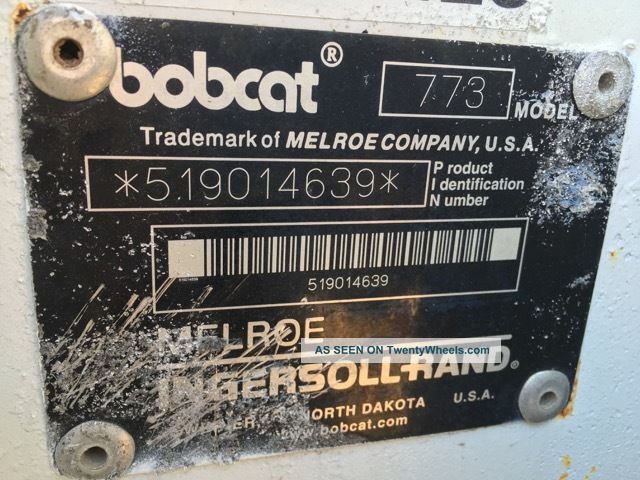 bobcat®
773 MODEL
Trademark of MELROE COMPANY, U.S.A.
*519014639*
Product
Identification
Number
519014639
MELROE
AS SEEN ON TwentyWheels.com
INGERSOLL-RAND®
NORTH DAKOTA U.S.A.
www.bobcat.com